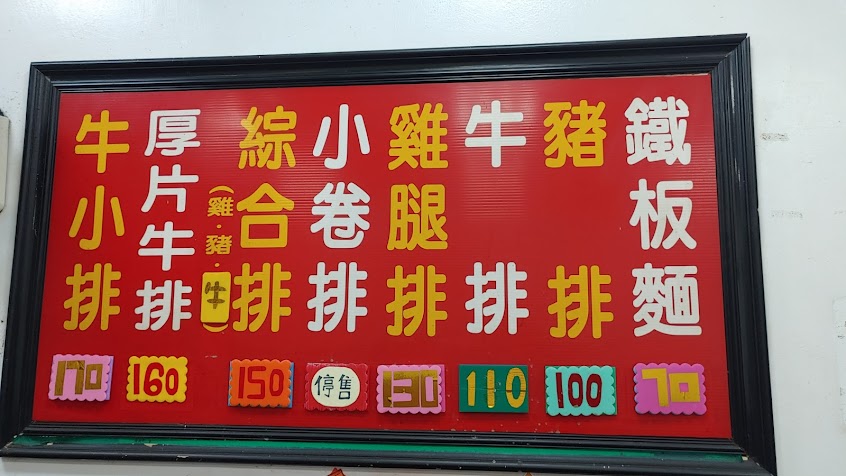 鐵板麵
70
豬排
100
牛排
110
雞腿排
130
小卷排
停售
綜合排
(雞·豬·牛
150
厚片牛排
160
牛小排
170